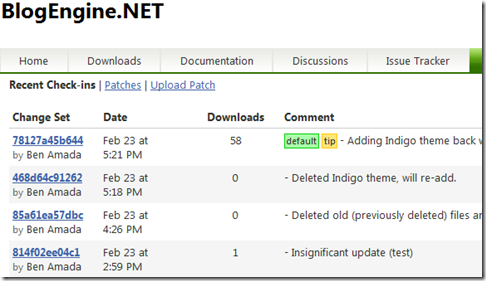 BlogEngine.NET
Home Downloads Documentation Discussions Issue Tracker
Recent Check-ins | Patches | Upload Patch
Change Set Date Downloads Comment
78127a45b644 Feb 23 at 58 default tip - Adding Indigo theme back
by Ben Amada 5:21 PM
468d64c91262 Feb 23 at 0 - Deleted Indigo theme, will re-add.
by Ben Amada 5:18 PM
85a61ea57dbc Feb 23 at 0 - Deleted old (previously deleted) files
by Ben Amada 4:26 PM
814f02ee04c1 Feb 23 at 1 - Insignificant update (test)
by Ben Amada 2:59 PM